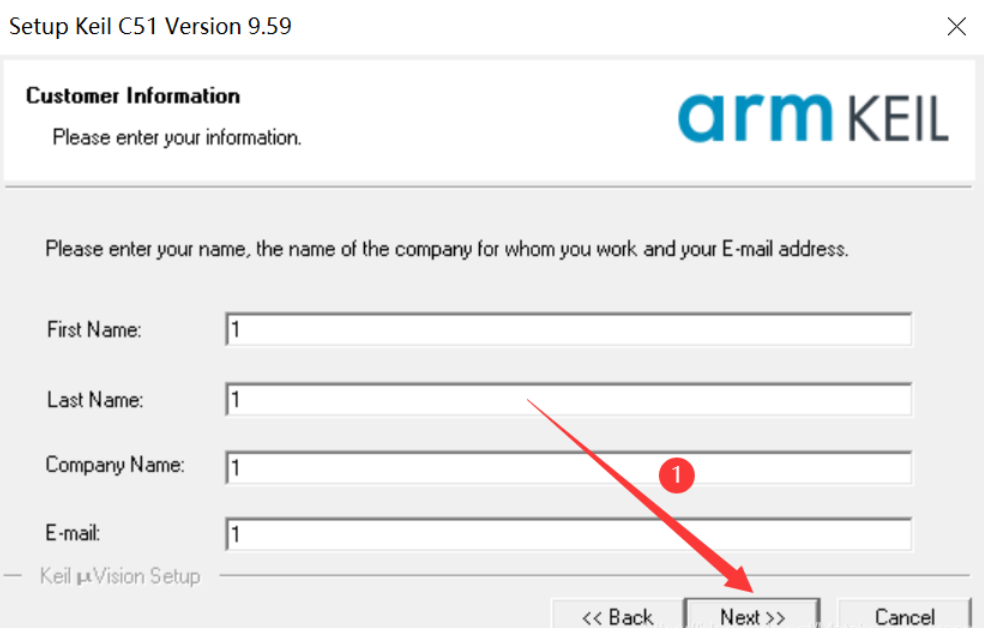 Setup Keil C51 Version 9.59
Customer Information
Please enter your information.
arm KEIL
Please enter your name, the name of the company for whom you work and your E-mail address.
First Name: 1
Last Name: 1
Company Name: 1
1
E-mail: 1
Keil µVision Setup
<< Back Next >> Cancel